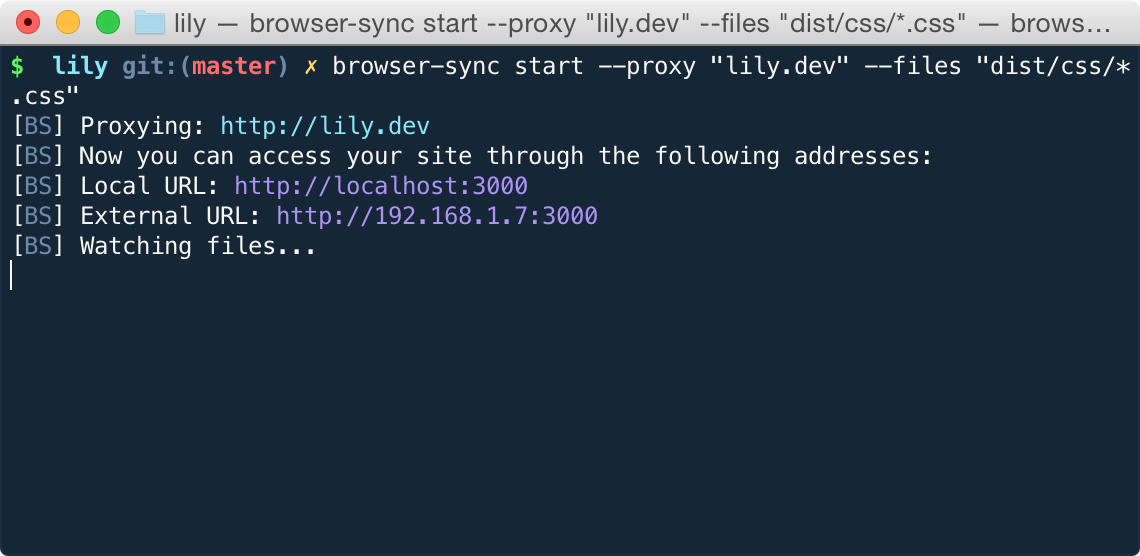 lily — browser-sync start --proxy "lily.dev" --files "dist/css/*.css" — brows...
$ lily git:(master) ✗ browser-sync start --proxy "lily.dev" --files "dist/css/*
.css"
[BS] Proxying: http://lily.dev
[BS] Now you can access your site through the following addresses:
[BS] Local URL: http://localhost:3000
[BS] External URL: http://192.168.1.7:3000
[BS] Watching files...